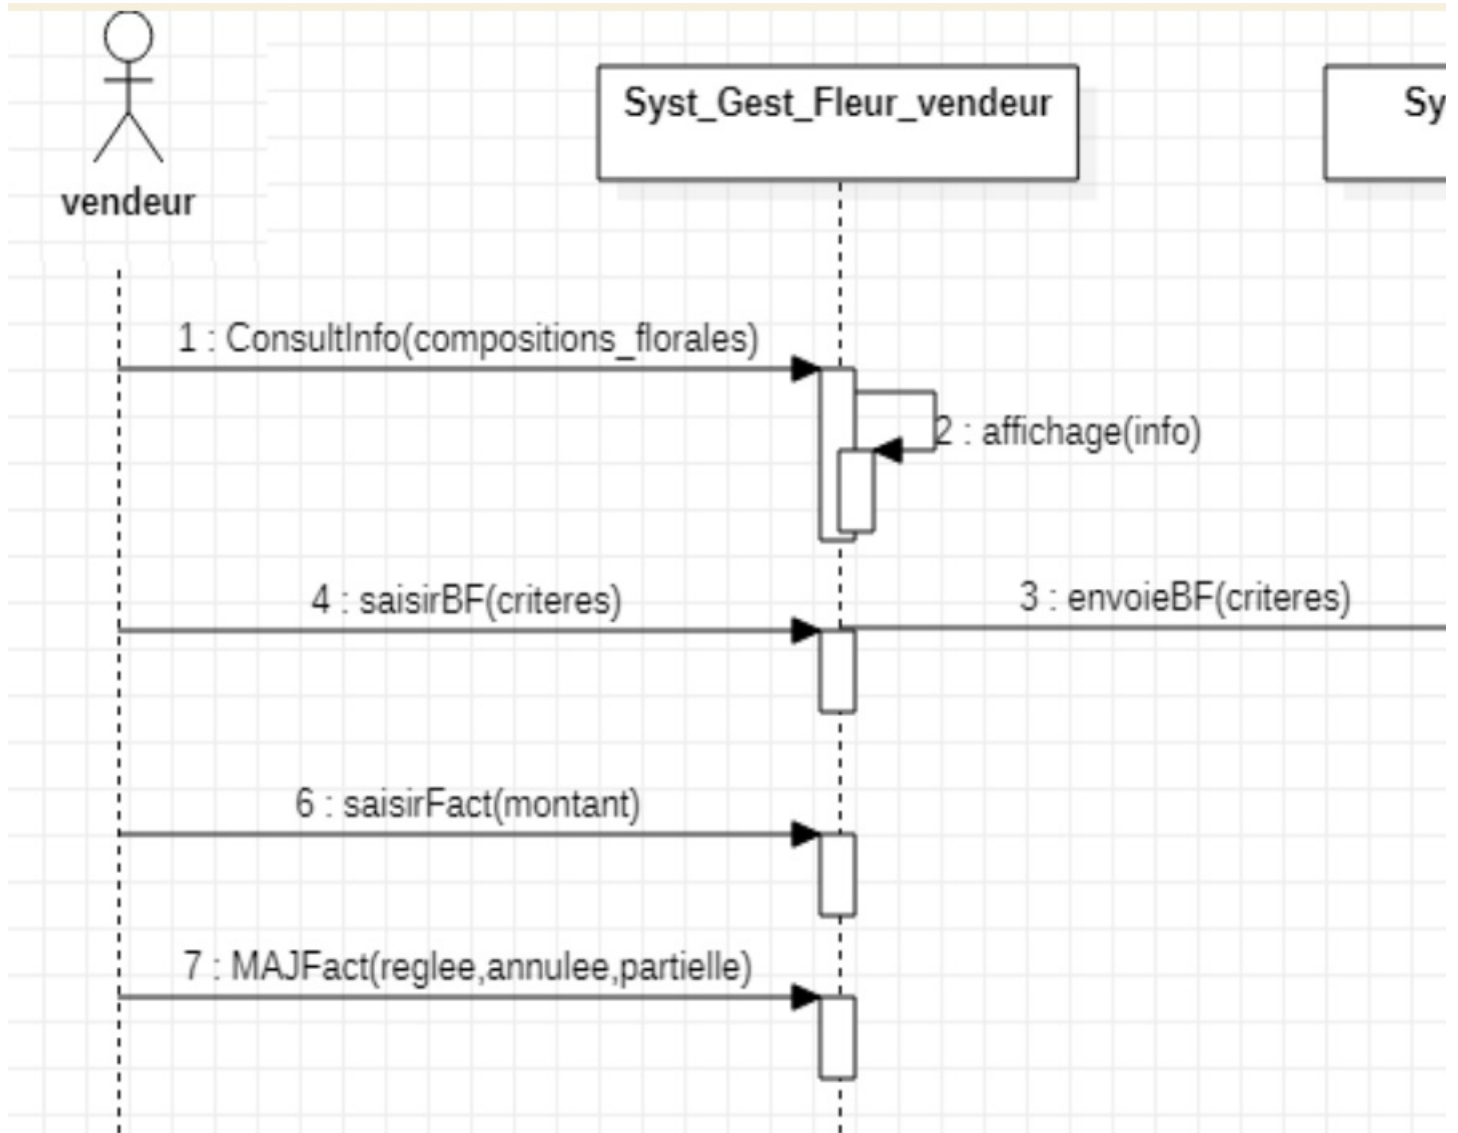 Syst_Gest_Fleur_vendeur
Sy
vendeur
1 : ConsultInfo(compositions_florales)
2 : affichage(info)
4 : saisirBF(criteres)
3 : envoieBF(criteres)
6 : saisirFact(montant)
7 : MAJFact(reglee,annulee,partielle)